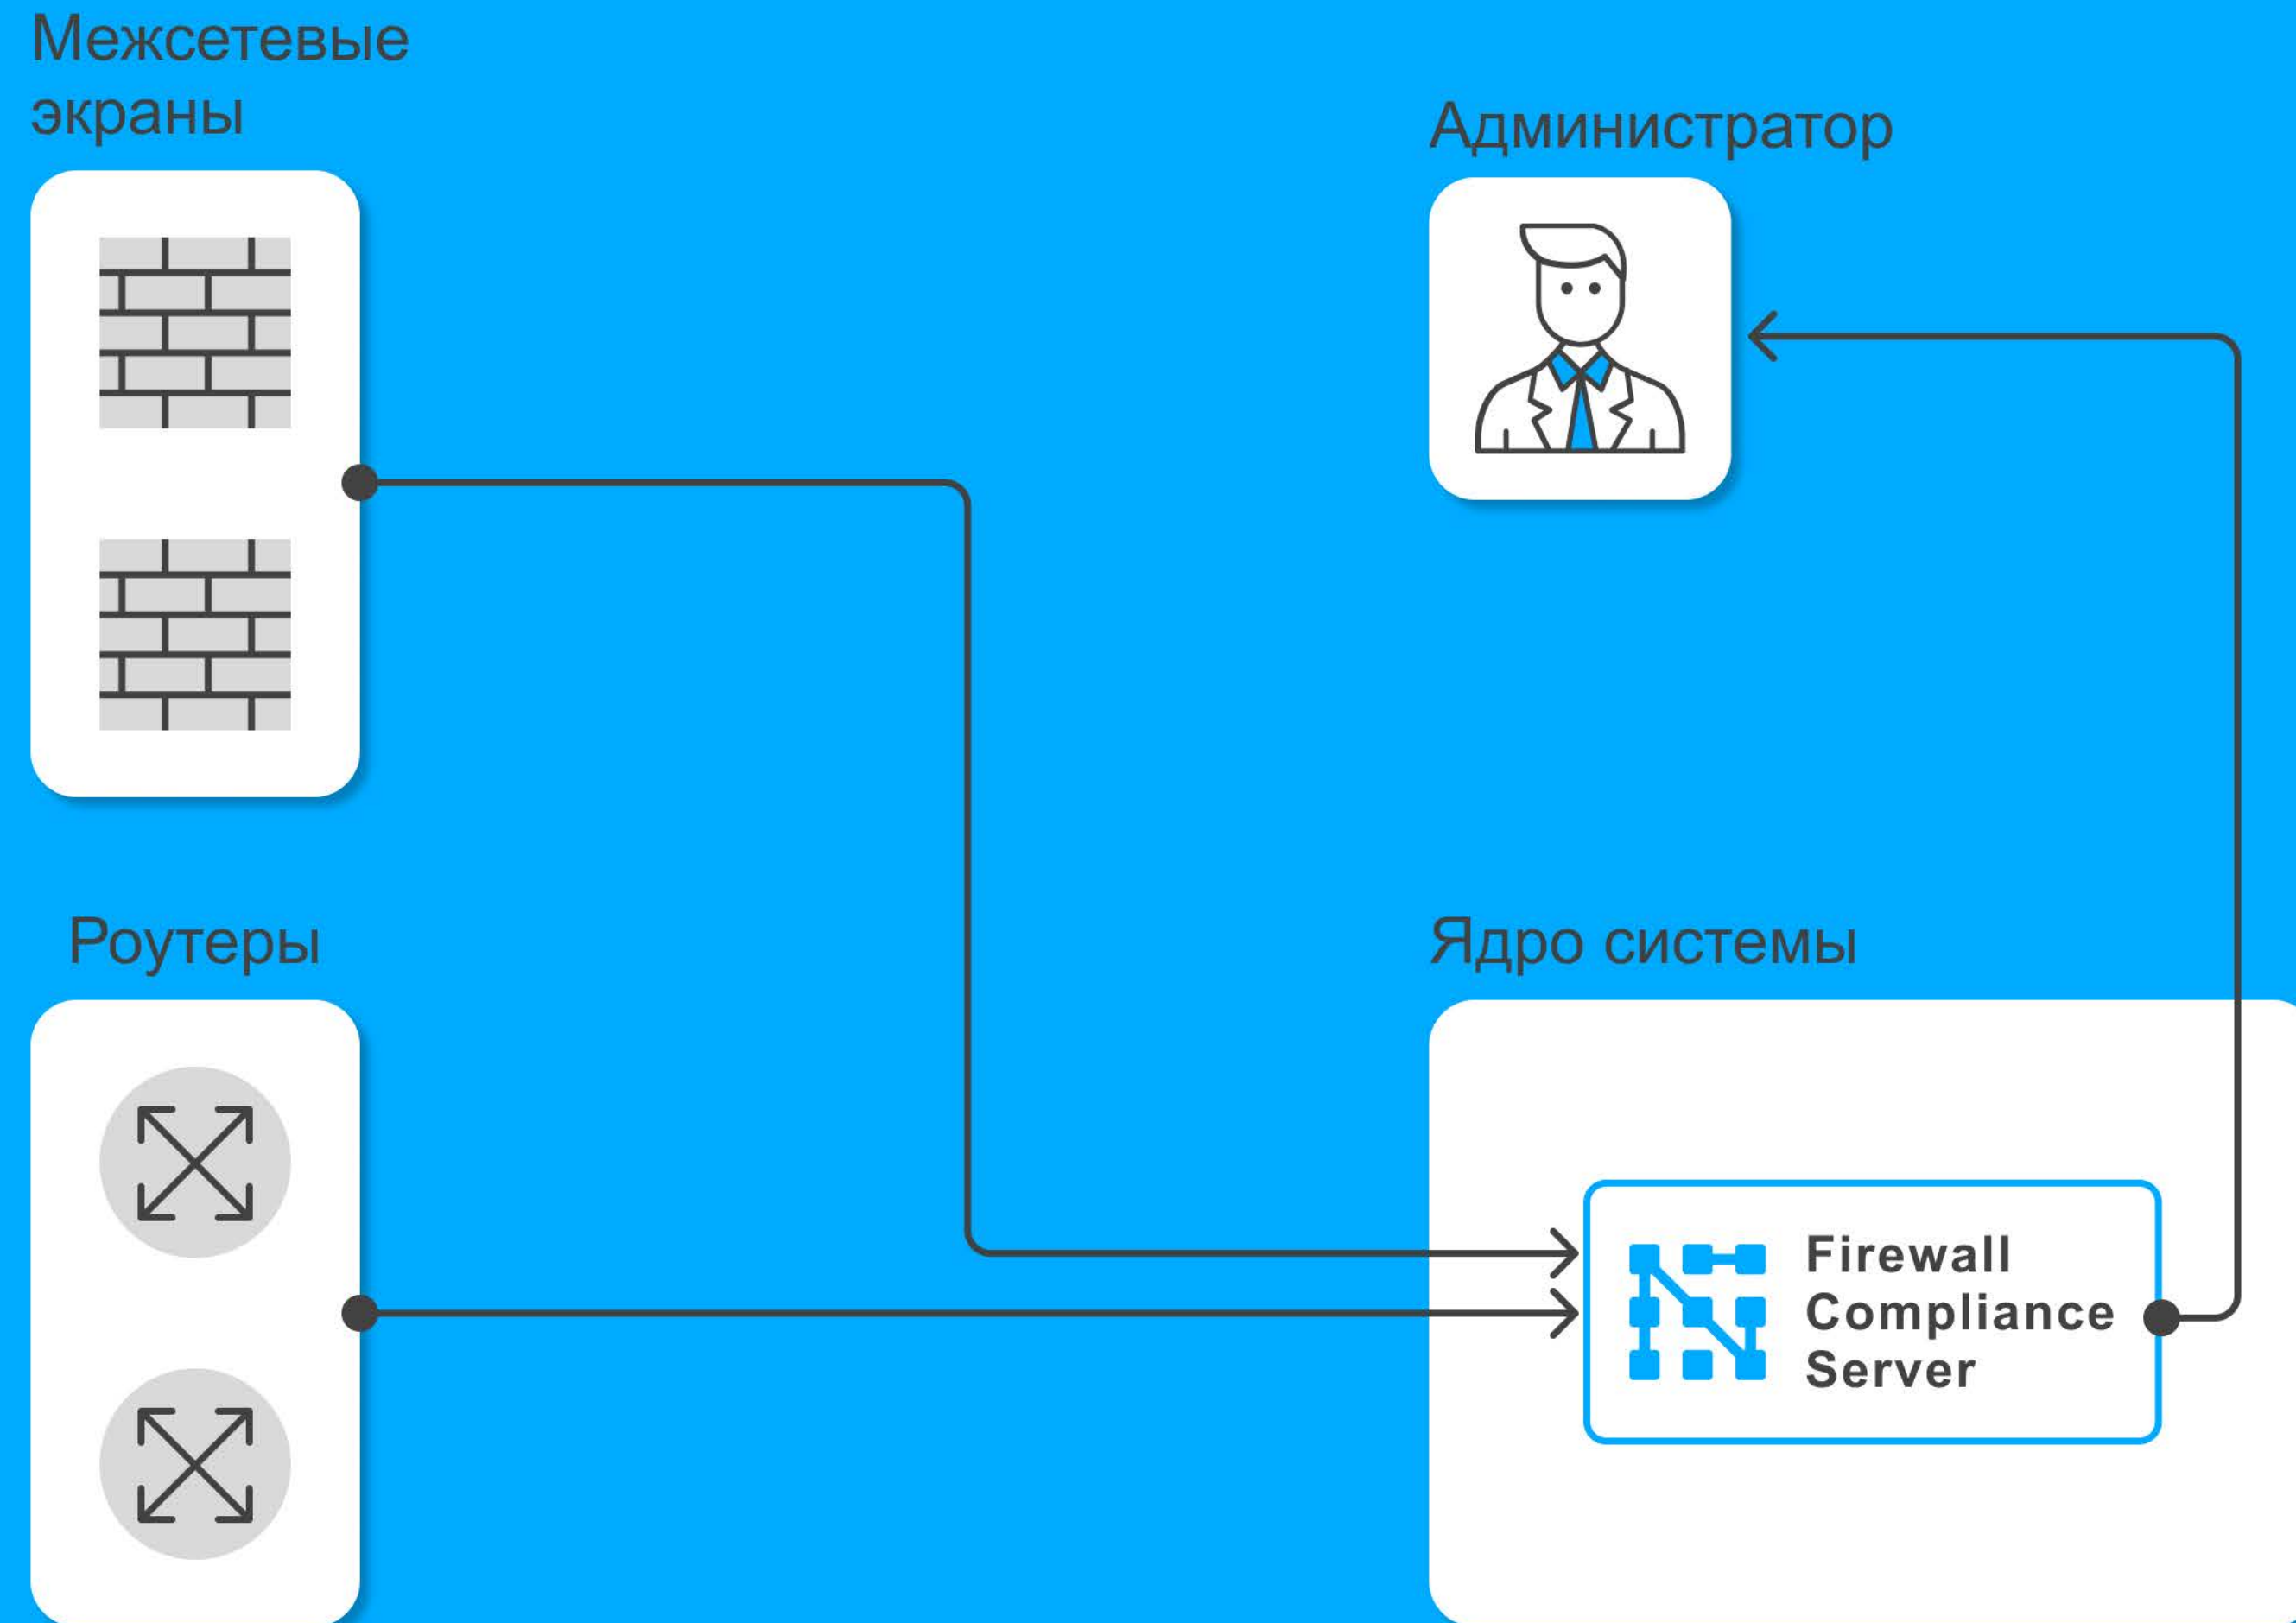 Межсетевые
экраны
Администратор
Роутеры
Ядро системы
Firewall
Compliance
Server